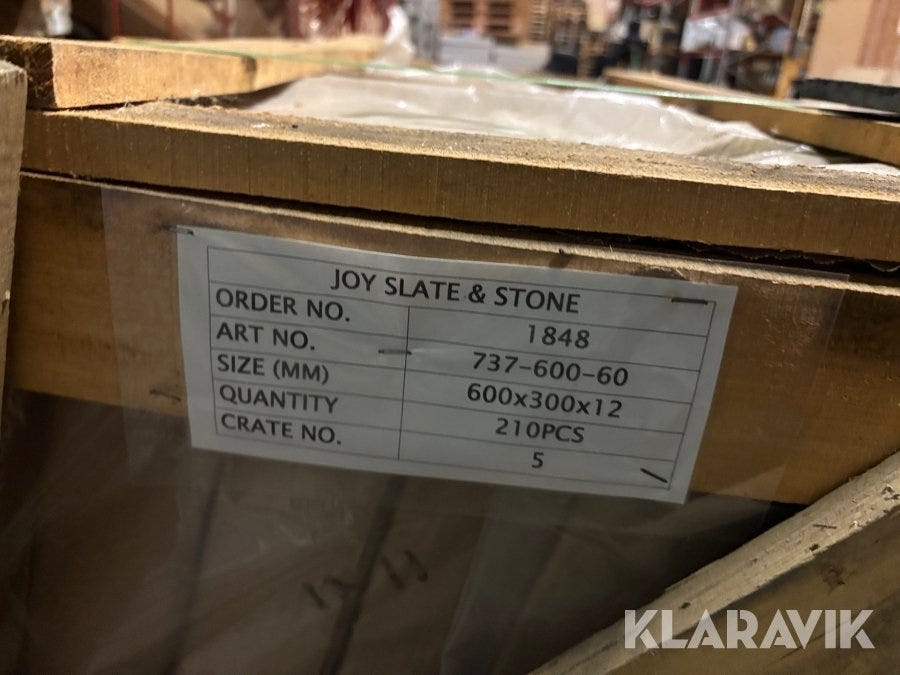 JOY SLATE & STONE
ORDER NO. 1848
ART NO. 737-600-60
SIZE (MM) 600x300x12
QUANTITY 210PCS
CRATE NO. 5
KLARAVIK